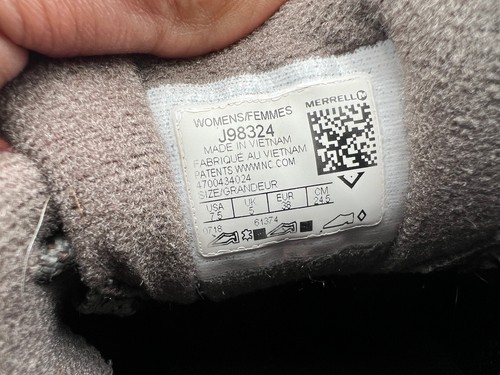 WOMENS/FEMMES
MERRELL
J98324
MADE IN VIETNAM
FABRIQUE AU VIETNAM
PATENTS WWW.NC.COM
4700434024
SIZE/GRANDEUR
USA UK EUR CM
7.5 5 38 24.5
0718 61374